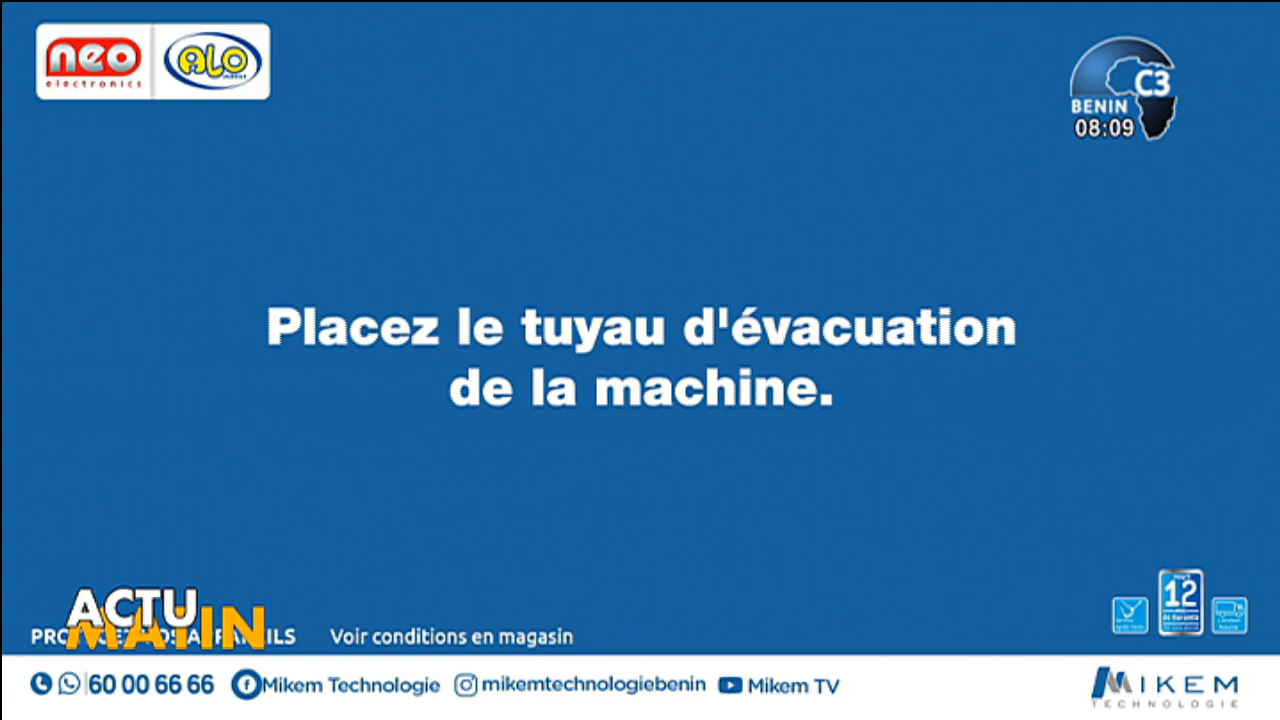 neo
electronics
ALO
C3
BENIN
08:09
Placez le tuyau d'évacuation
de la machine.
ACTU
MATIN
Voir conditions en magasin
12
60 00 66 66
Mikem Technologie
mikemtechnologiebenin
Mikem TV
MIKEM
TECHNOLOGIE